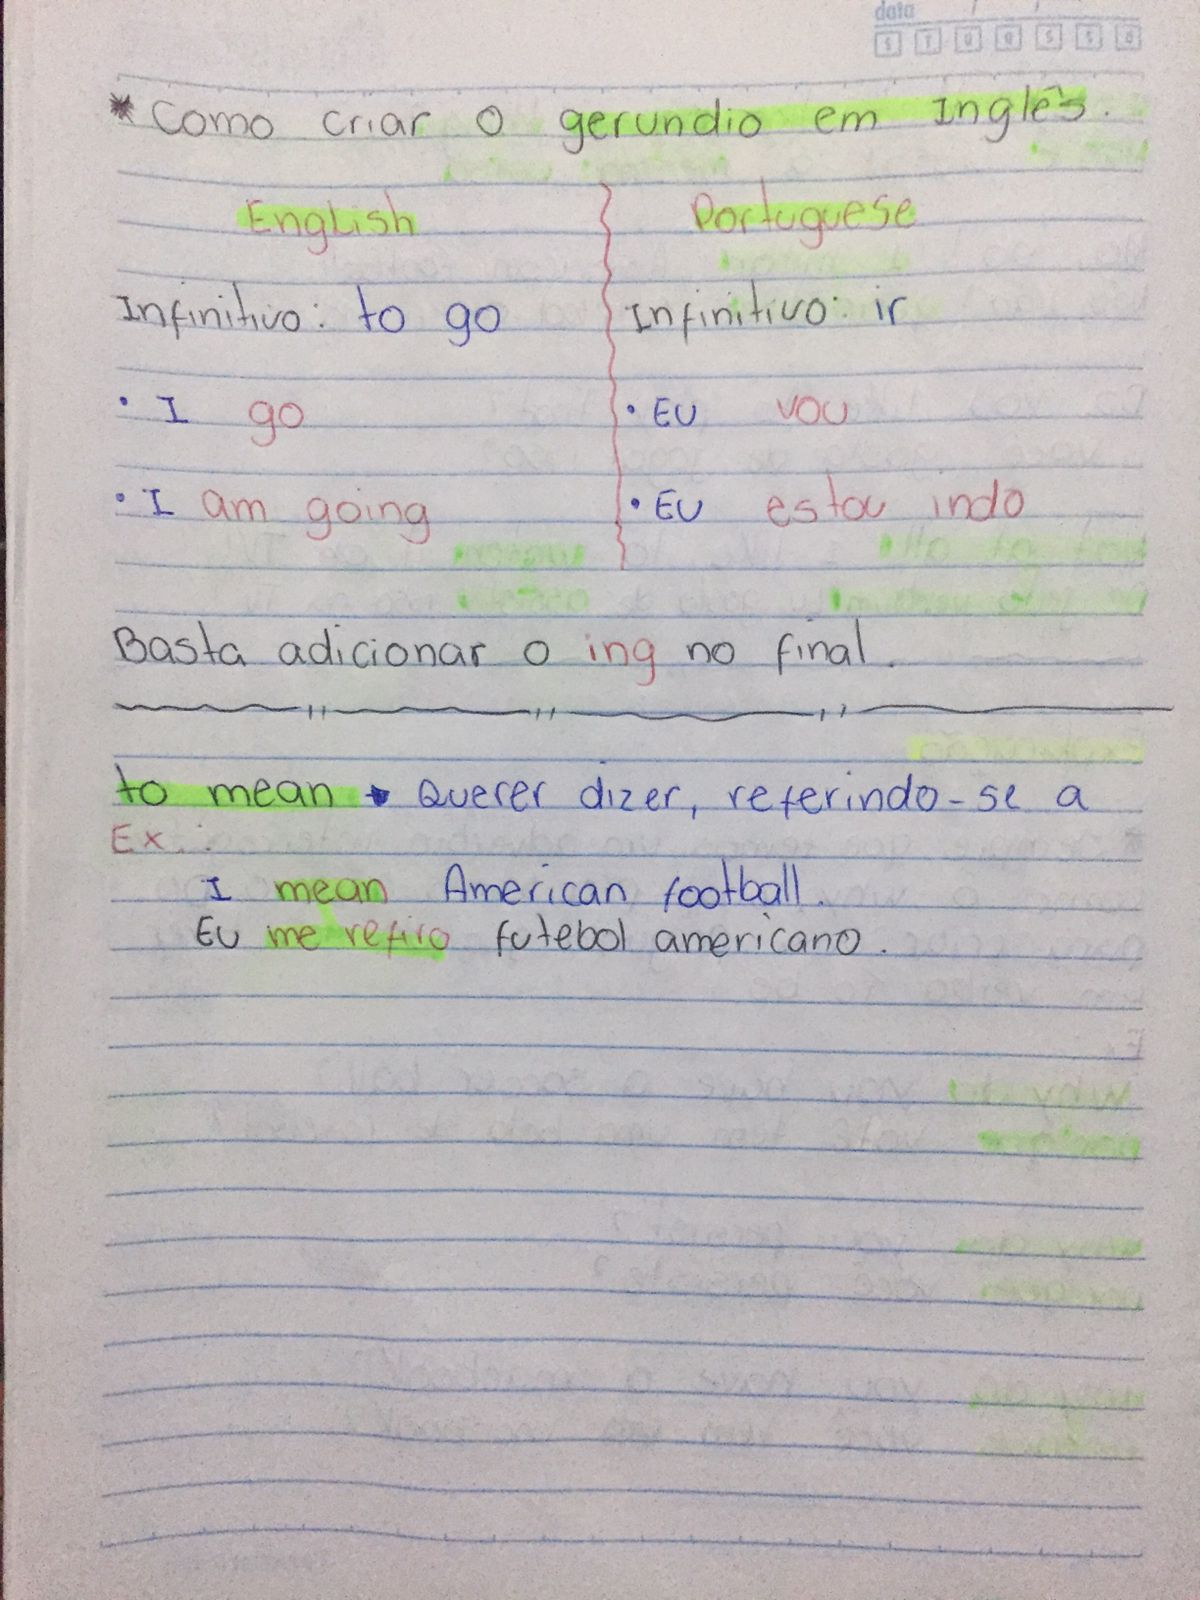 data / /
S T Q Q S S D
* Como criar o gerundio em Inglês.
English Portuguese
Infinitivo: to go Infinitivo: ir
• I go • Eu vou
• I am going • Eu estou indo
Basta adicionar o ing no final.
to mean → Querer dizer, referindo-se a
Ex.:
I mean American football.
Eu me refiro futebol americano.